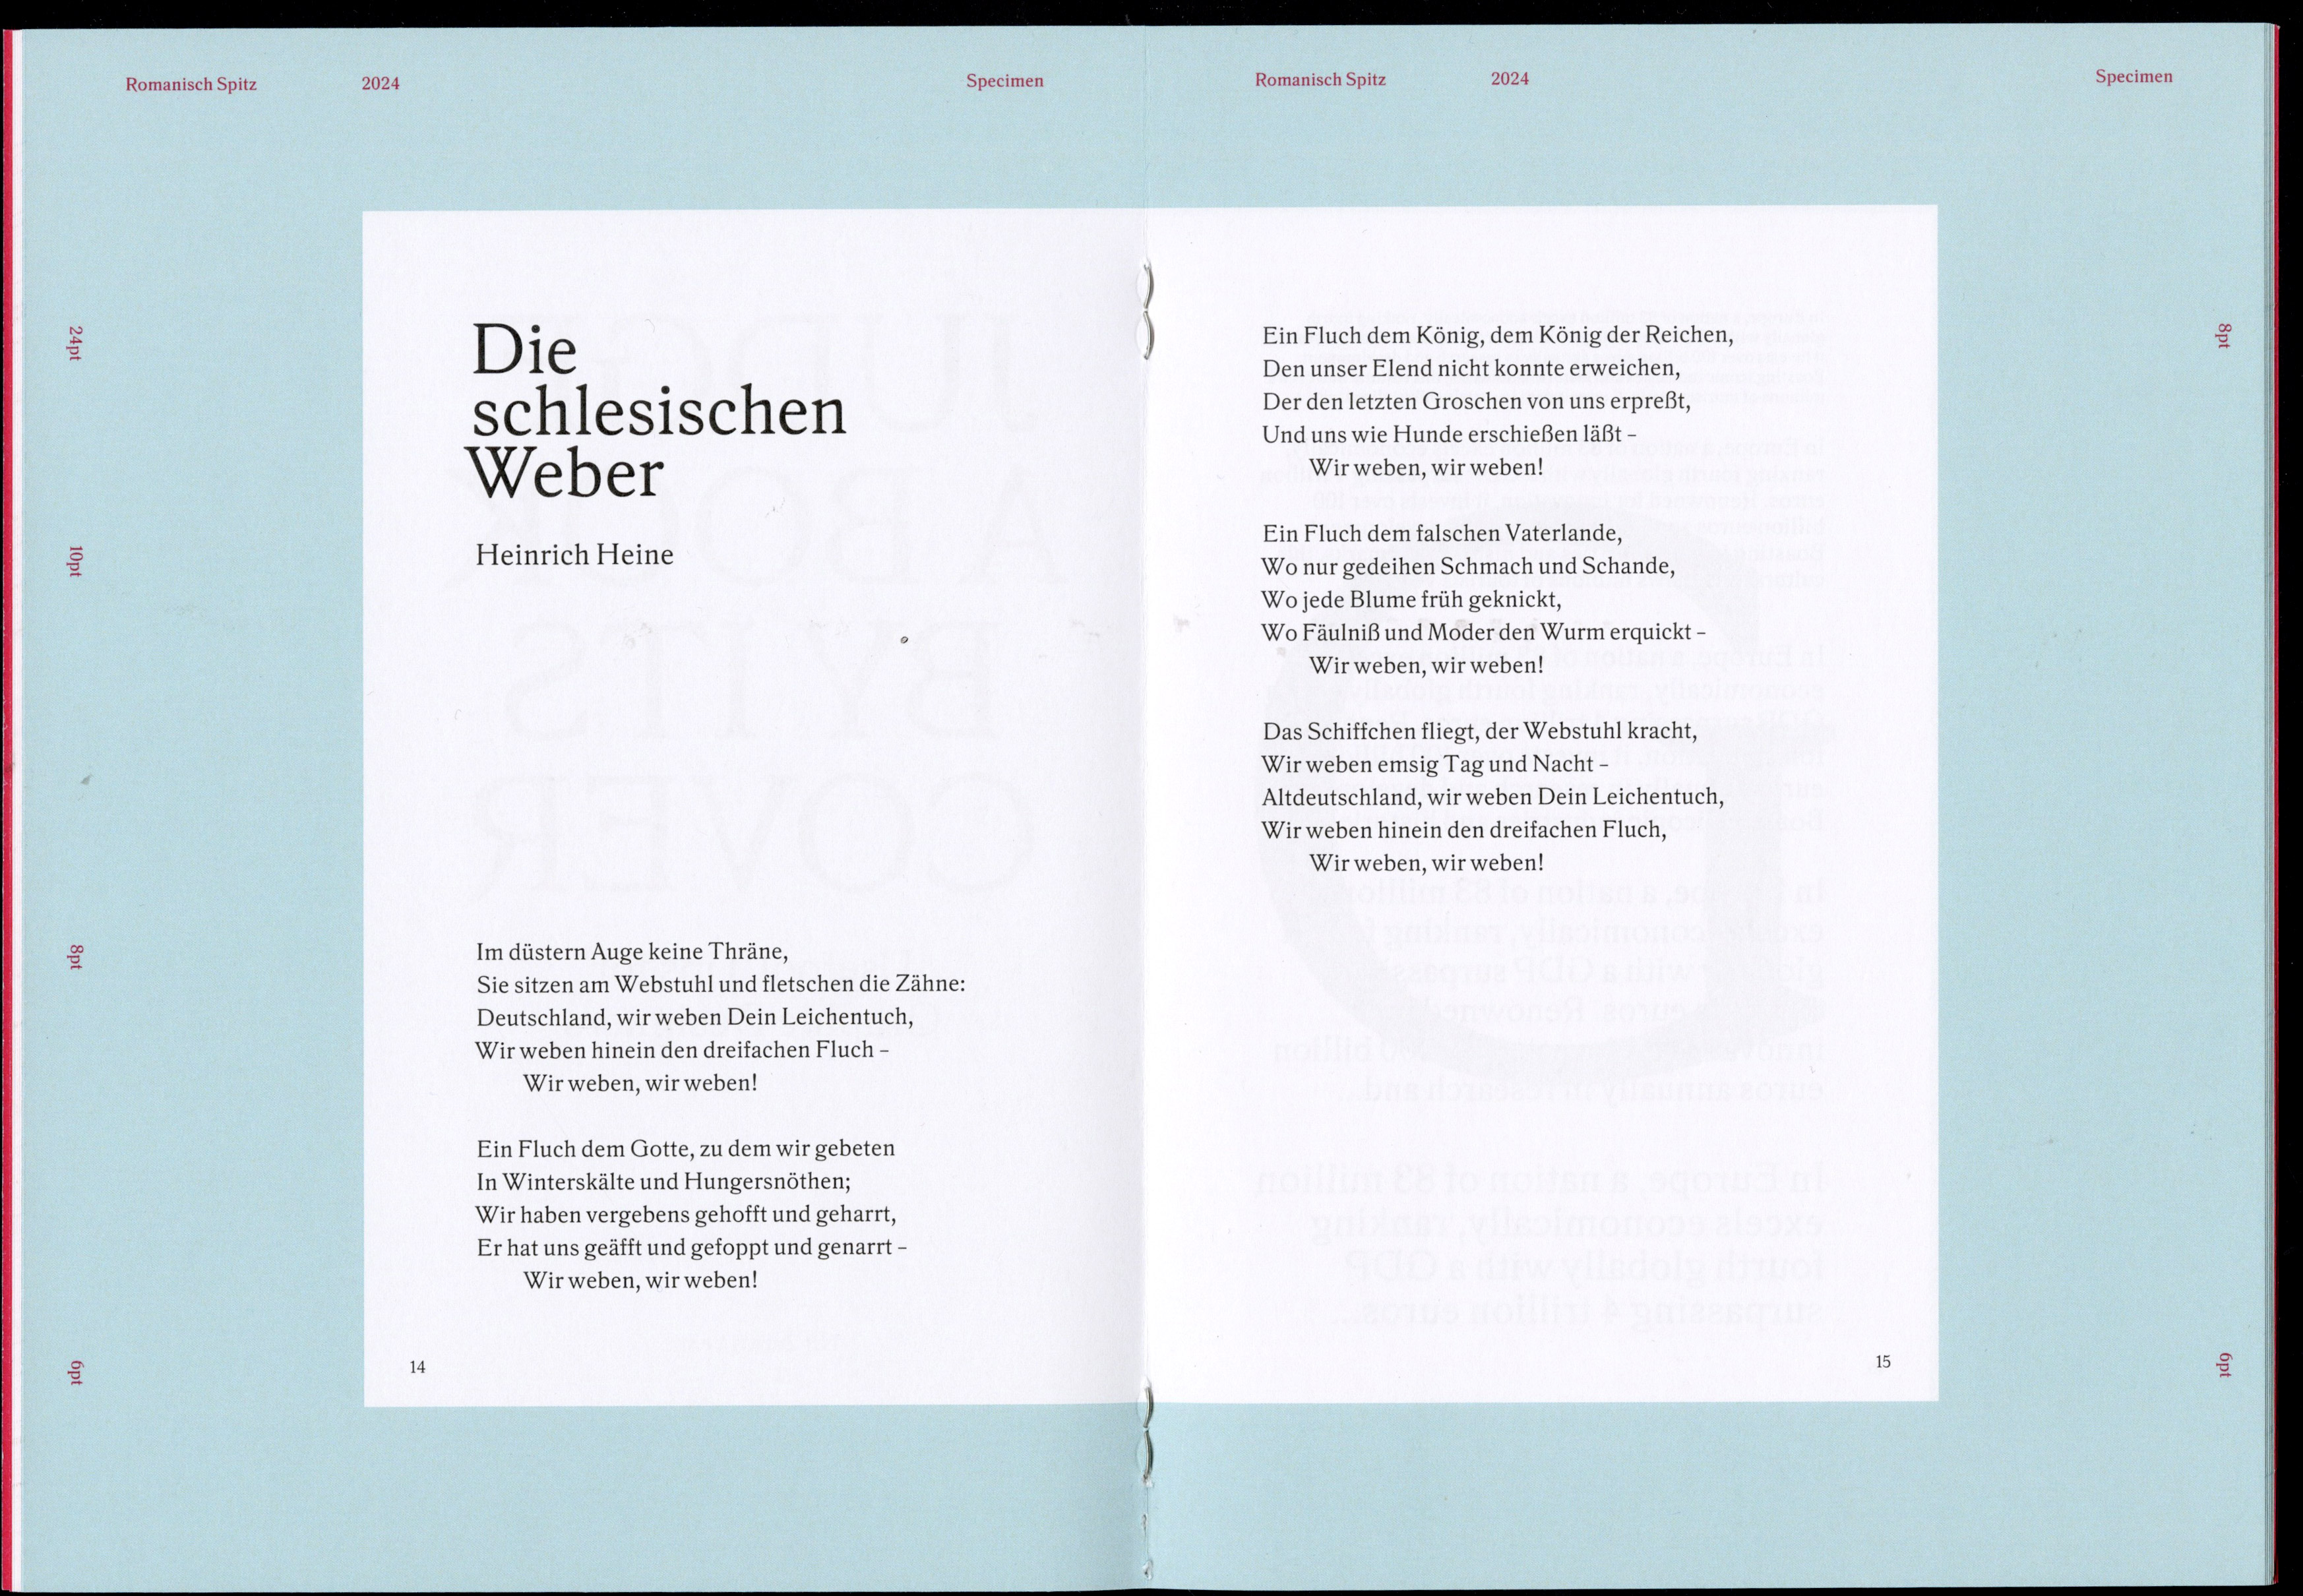 Romanisch Spitz 2024 Specimen
24pt
Die
schlesischen
Weber
10pt
Heinrich Heine
8pt
Im düstern Auge keine Thräne,
Sie sitzen am Webstuhl und fletschen die Zähne:
Deutschland, wir weben Dein Leichentuch,
Wir weben hinein den dreifachen Fluch –
Wir weben, wir weben!
Ein Fluch dem Gotte, zu dem wir gebeten
In Winterskälte und Hungersnöthen;
Wir haben vergebens gehofft und geharrt,
Er hat uns geäfft und gefoppt und genarrt –
Wir weben, wir weben!
6pt
14
Romanisch Spitz 2024 Specimen
8pt
Ein Fluch dem König, dem König der Reichen,
Den unser Elend nicht konnte erweichen,
Der den letzten Groschen von uns erpreßt,
Und uns wie Hunde erschießen läßt –
Wir weben, wir weben!
Ein Fluch dem falschen Vaterlande,
Wo nur gedeihen Schmach und Schande,
Wo jede Blume früh geknickt,
Wo Fäulniß und Moder den Wurm erquickt –
Wir weben, wir weben!
Das Schiffchen fliegt, der Webstuhl kracht,
Wir weben emsig Tag und Nacht –
Altdeutschland, wir weben Dein Leichentuch,
Wir weben hinein den dreifachen Fluch,
Wir weben, wir weben!
6pt
15